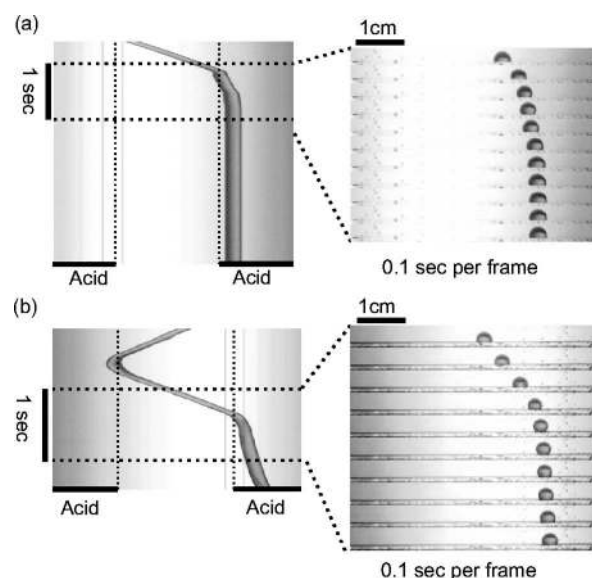 (a)
1cm
1 sec
Acid
Acid
0.1 sec per frame
(b)
1cm
1 sec
Acid
Acid
0.1 sec per frame